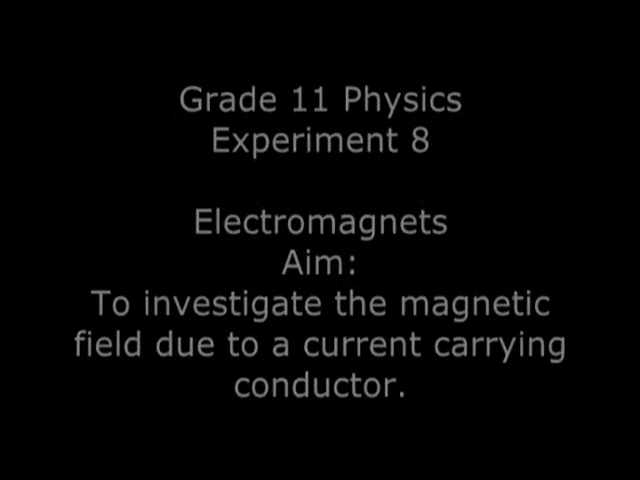 Grade 11 Physics
Experiment 8
Electromagnets
Aim:
To investigate the magnetic
field due to a current carrying
conductor.